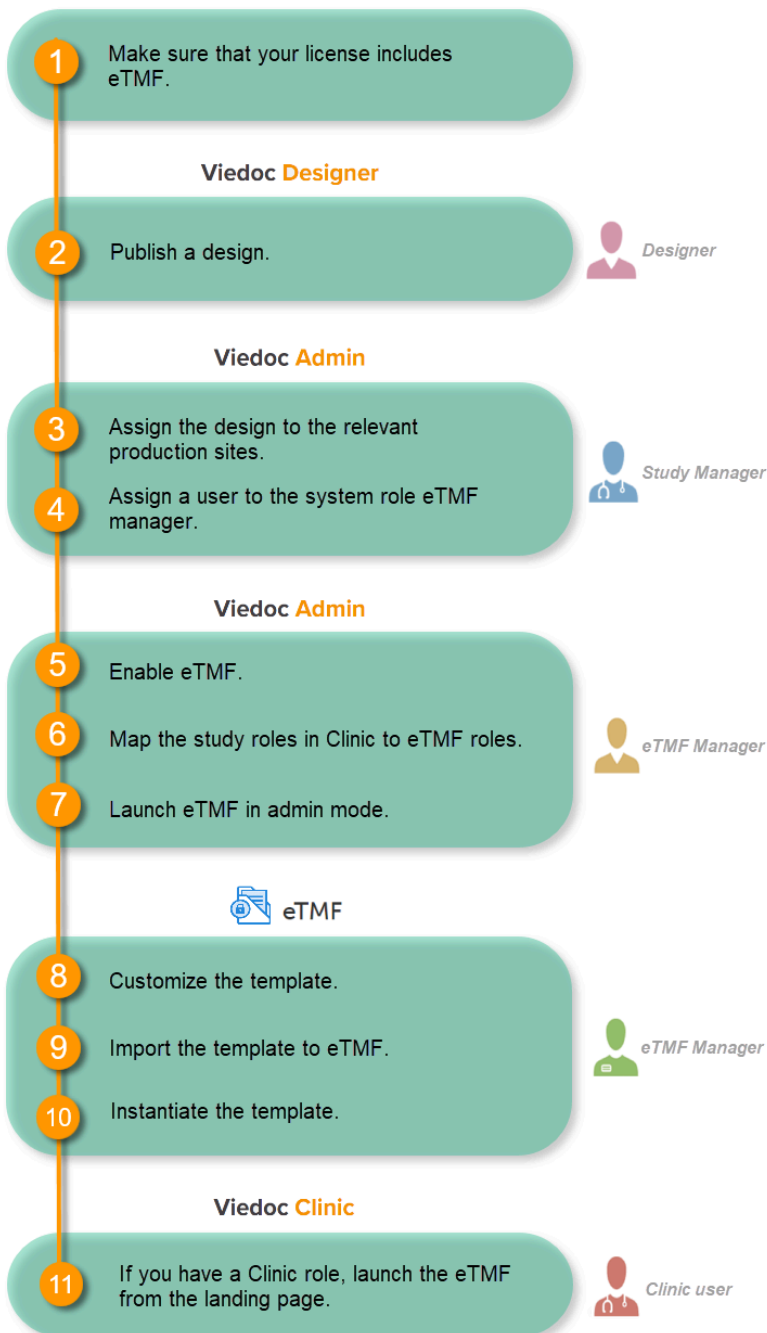 1
Make sure that your license includes
eTMF.
Viedoc Designer
2
Publish a design.
Designer
Viedoc Admin
3
Assign the design to the relevant
production sites.
4
Assign a user to the system role eTMF
manager.
Study Manager
Viedoc Admin
5
Enable eTMF.
6
Map the study roles in Clinic to eTMF roles.
7
Launch eTMF in admin mode.
eTMF Manager
eTMF
8
Customize the template.
9
Import the template to eTMF.
10
Instantiate the template.
eTMF Manager
Viedoc Clinic
11
If you have a Clinic role, launch the eTMF
from the landing page.
Clinic user